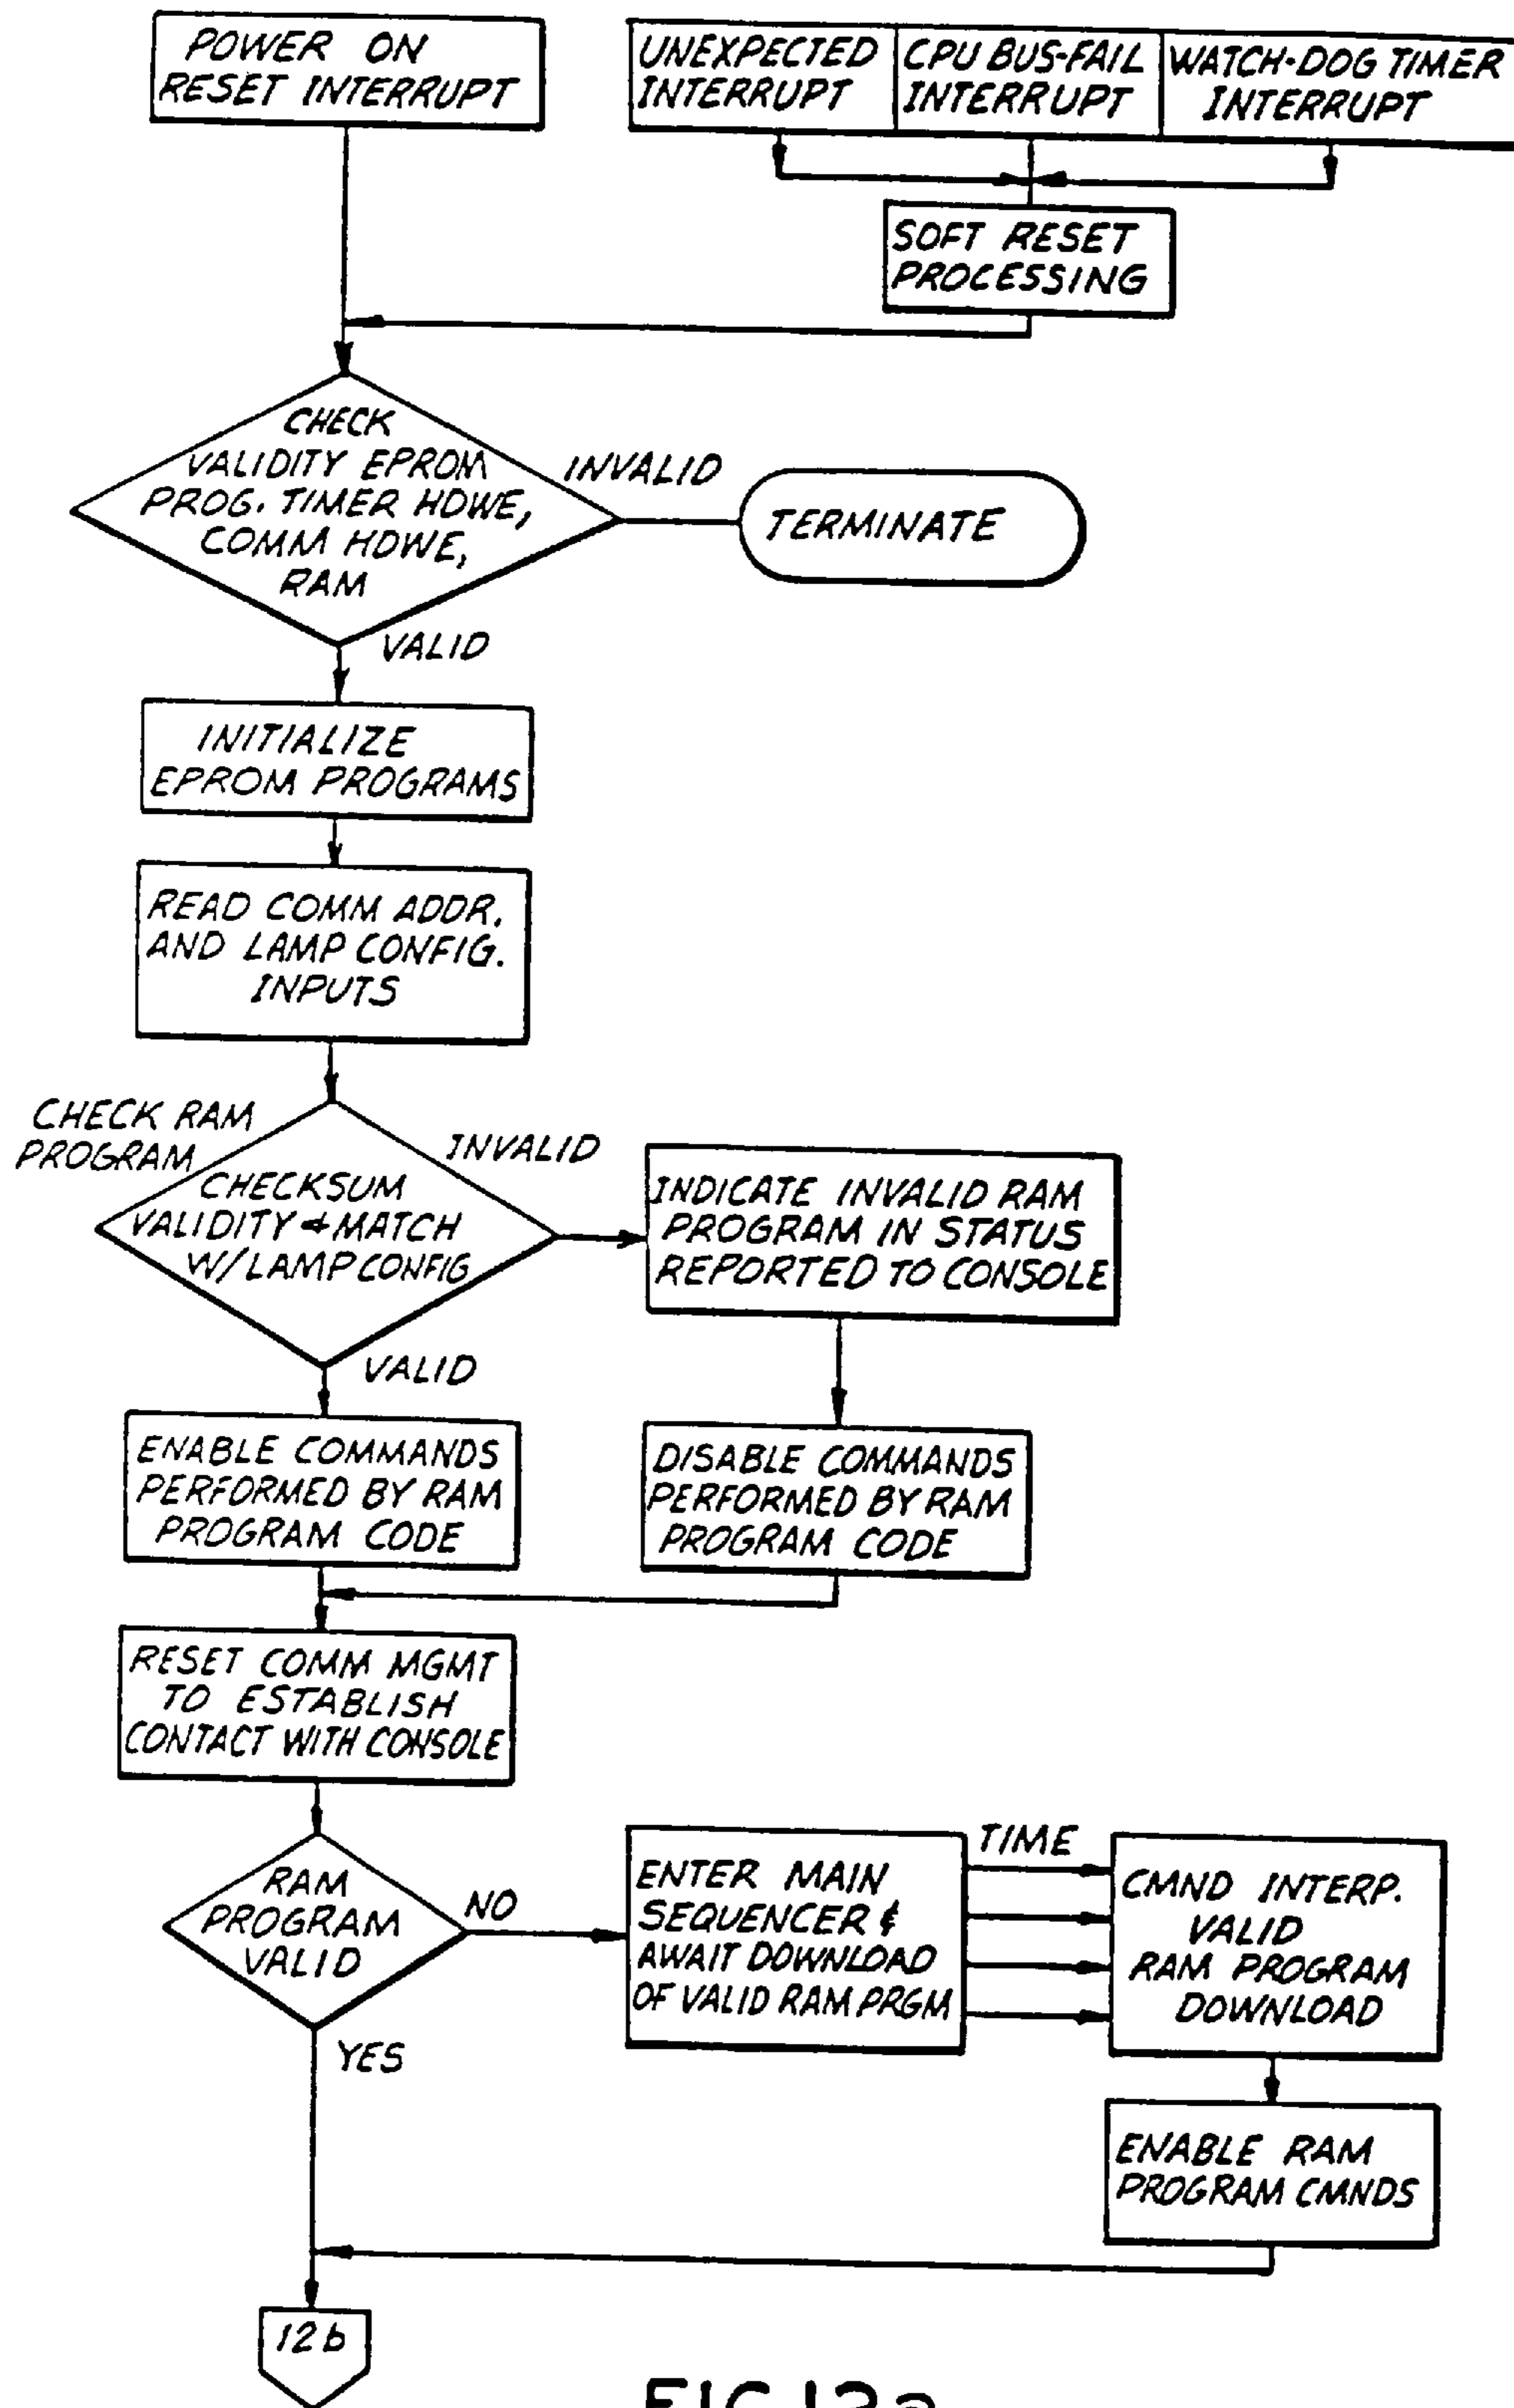 POWER ON
RESET INTERRUPT
UNEXPECTED
INTERRUPT
CPU BUS-FAIL
INTERRUPT
WATCH-DOG TIMER
INTERRUPT
SOFT RESET
PROCESSING
CHECK
VALIDITY EPROM
PROG. TIMER HDWE,
COMM HDWE,
RAM
INVALID
TERMINATE
VALID
INITIALIZE
EPROM PROGRAMS
READ COMM ADDR.
AND LAMP CONFIG.
INPUTS
CHECK RAM
PROGRAM
CHECKSUM
VALIDITY & MATCH
W/ LAMP CONFIG
INVALID
INDICATE INVALID RAM
PROGRAM IN STATUS
REPORTED TO CONSOLE
VALID
ENABLE COMMANDS
PERFORMED BY RAM
PROGRAM CODE
DISABLE COMMANDS
PERFORMED BY RAM
PROGRAM CODE
RESET COMM MGMT
TO ESTABLISH
CONTACT WITH CONSOLE
RAM
PROGRAM
VALID
NO
ENTER MAIN
SEQUENCER &
AWAIT DOWNLOAD
OF VALID RAM PRGM
TIME
CMND INTERP.
VALID
RAM PROGRAM
DOWNLOAD
YES
ENABLE RAM
PROGRAM CMNDS
12b